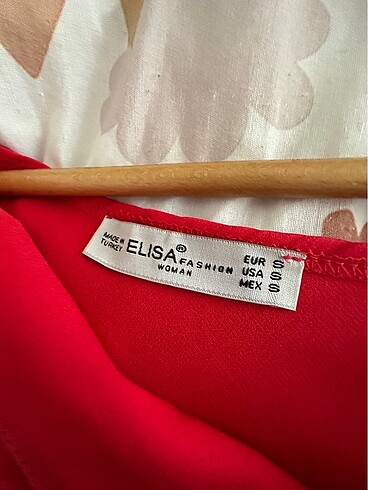 MADE IN
TURKEY
ELISA® FASHION
WOMAN
EUR S
USA S
MEX S